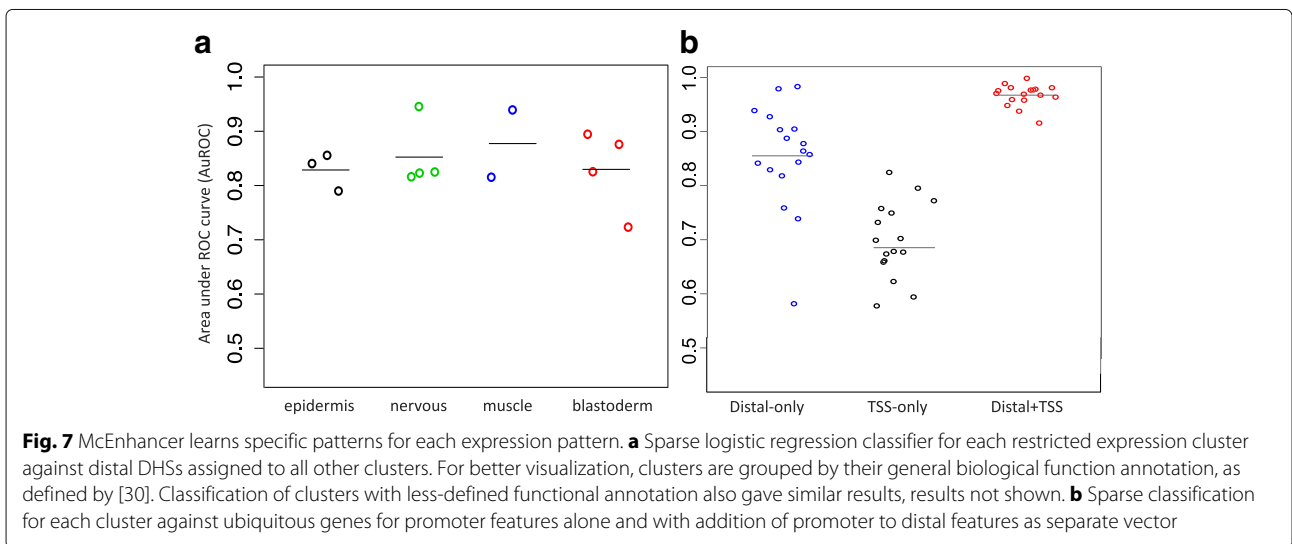 a
b
Area under ROC curve (AuROC)
1.0
0.9
0.8
0.7
0.6
0.5
epidermis nervous muscle blastoderm
1.0
0.9
0.8
0.7
0.6
0.5
Distal-only TSS-only Distal+TSS
Fig. 7 McEnhancer learns specific patterns for each expression pattern. a Sparse logistic regression classifier for each restricted expression cluster
against distal DHSs assigned to all other clusters. For better visualization, clusters are grouped by their general biological function annotation, as
defined by [30]. Classification of clusters with less-defined functional annotation also gave similar results, results not shown. b Sparse classification
for each cluster against ubiquitous genes for promoter features alone and with addition of promoter to distal features as separate vector